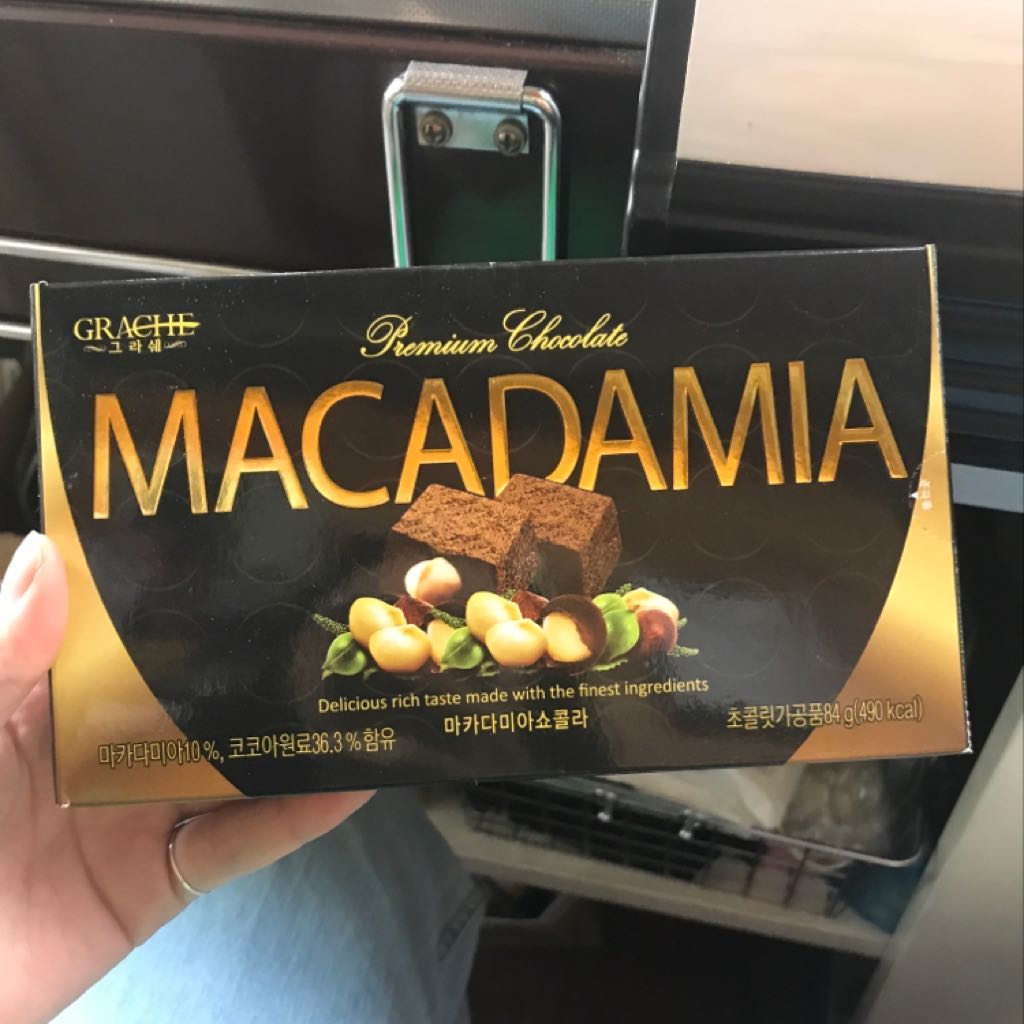 GRACHE
그라쉐
Premium Chocolate
MACADAMIA
Delicious rich taste made with the finest ingredients
마카다미아쇼콜라
마카다미아10%, 코코아원료36.3% 함유
초콜릿가공품84 g(490 kcal)